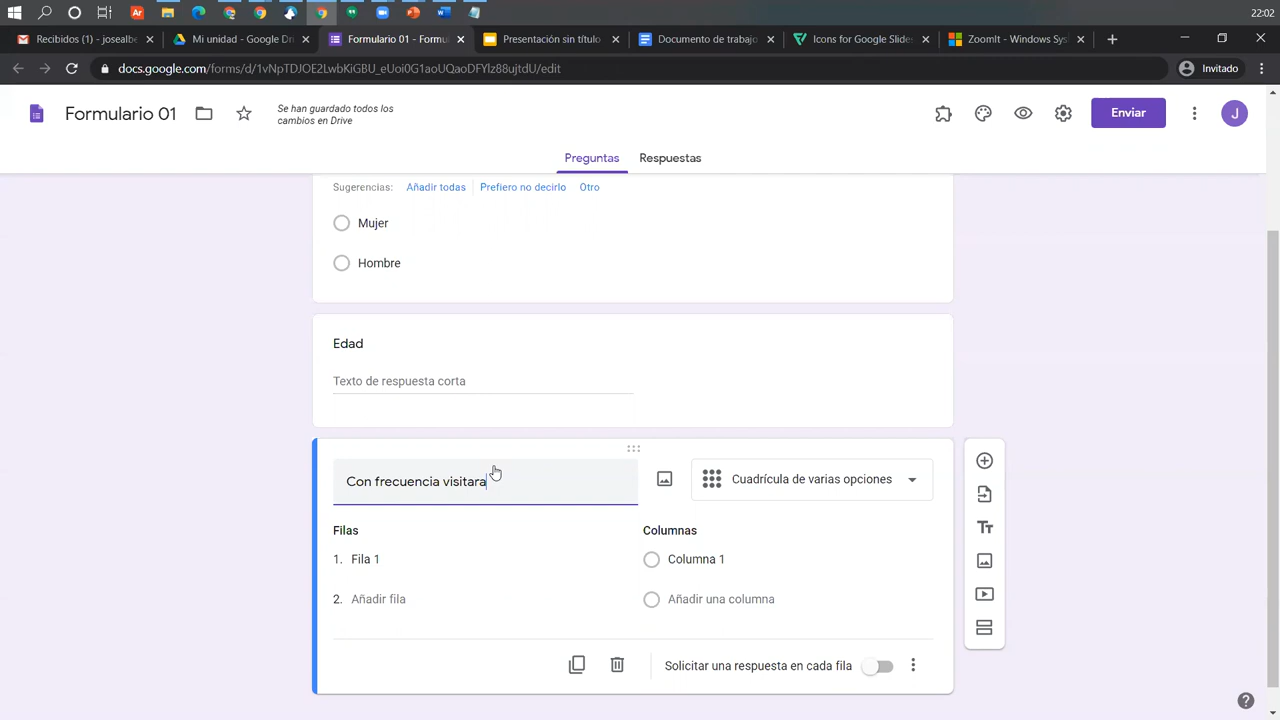 22:02
Recibidos (1) - josealbe
Mi unidad - Google Dri
Formulario 01 - Formu
Presentación sin título
Documento de trabajo
Icons for Google Slides
ZoomIt - Windows Sys
docs.google.com/forms/d/1vNpTDJOE2LwbKiGBU_eUoi0G1aoUQaoDFYlz88ujtdU/edit
Invitado
Formulario 01
Se han guardado todos los
cambios en Drive
Enviar
J
Preguntas
Respuestas
Sugerencias: Añadir todas Prefiero no decirlo Otro
Mujer
Hombre
Edad
Texto de respuesta corta
Con frecuencia visitara
Cuadrícula de varias opciones
Filas
Columnas
1. Fila 1
Columna 1
2. Añadir fila
Añadir una columna
Solicitar una respuesta en cada fila